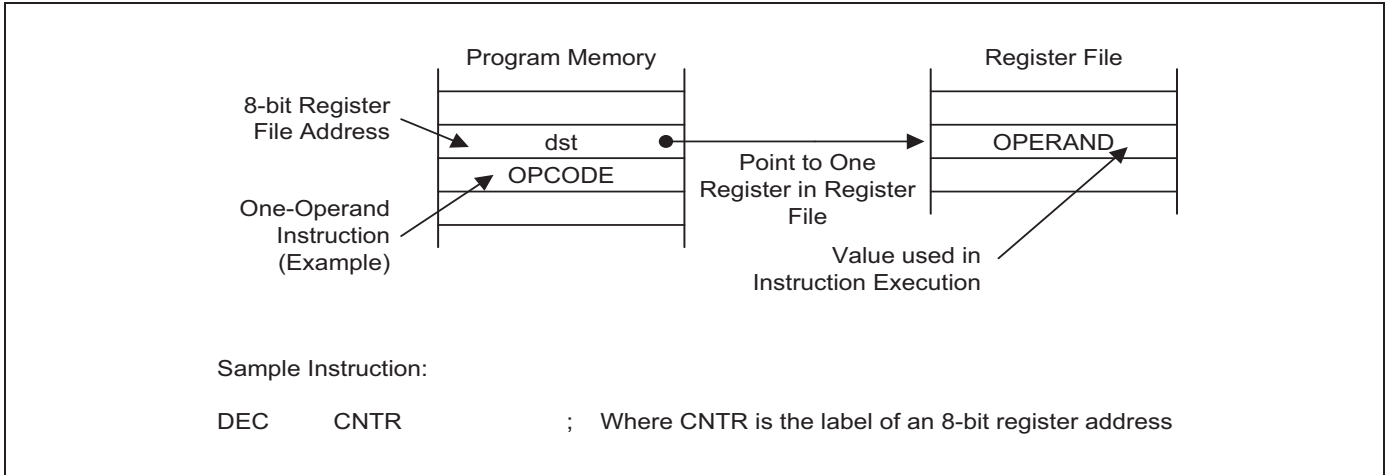 Program Memory
Register File
8-bit Register
File Address
dst
OPERAND
OPCODE
Point to One
Register in Register
File
One-Operand
Instruction
(Example)
Value used in
Instruction Execution
Sample Instruction:
DEC CNTR ; Where CNTR is the label of an 8-bit register address